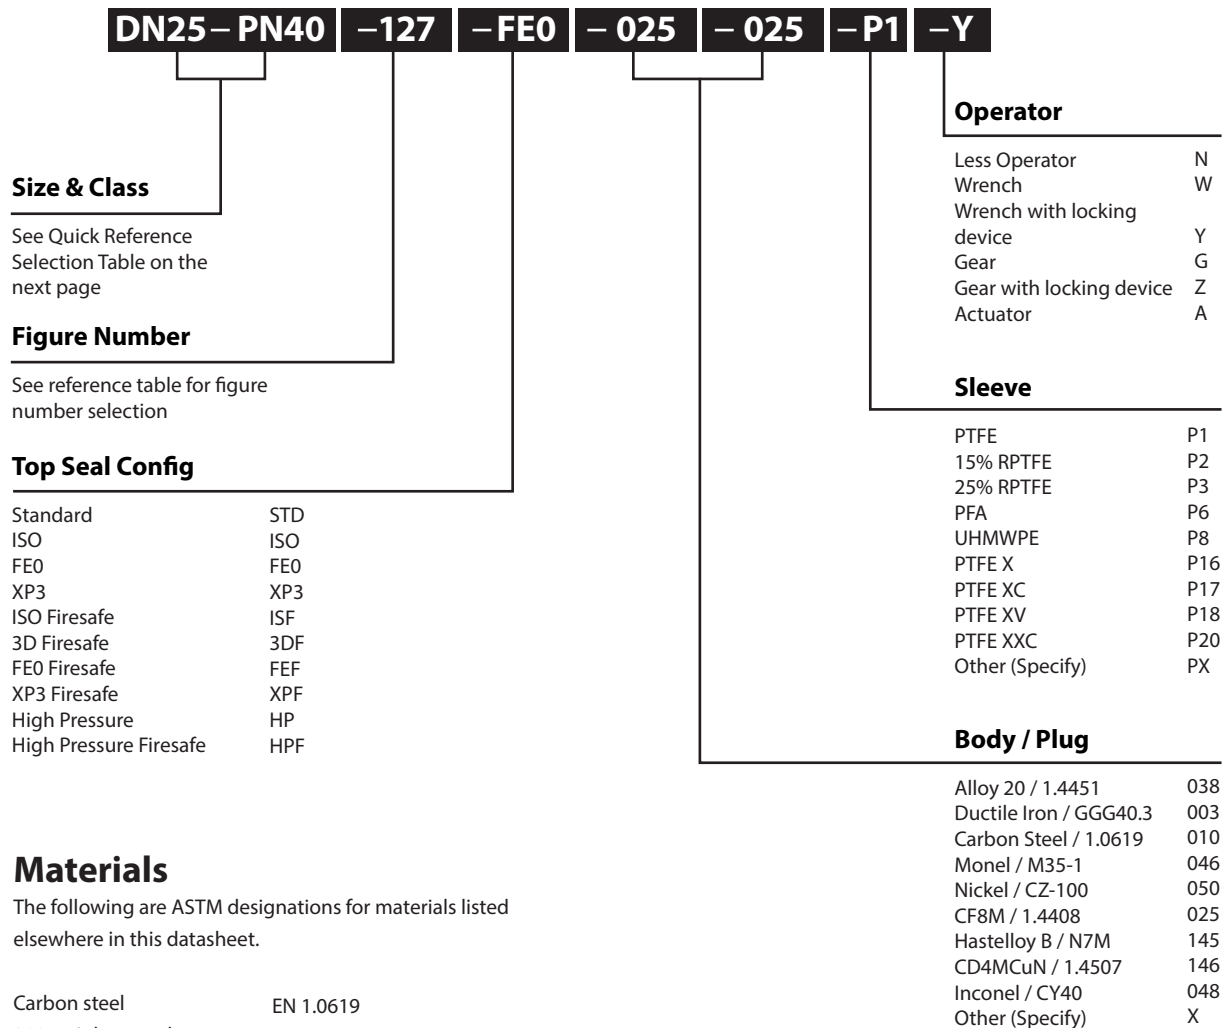 DN25– PN40 –127 –FE0 – 025 – 025 –P1 –Y
Size & Class
See Quick Reference
Selection Table on the
next page
Figure Number
See reference table for figure
number selection
Top Seal Config
Standard STD
ISO ISO
FE0 FE0
XP3 XP3
ISO Firesafe ISF
3D Firesafe 3DF
FE0 Firesafe FEF
XP3 Firesafe XPF
High Pressure HP
High Pressure Firesafe HPF
Materials
The following are ASTM designations for materials listed
elsewhere in this datasheet.
Carbon steel EN 1.0619
Operator
Less Operator N
Wrench W
Wrench with locking
device Y
Gear G
Gear with locking device Z
Actuator A
Sleeve
PTFE P1
15% RPTFE P2
25% RPTFE P3
PFA P6
UHMWPE P8
PTFE X P16
PTFE XC P17
PTFE XV P18
PTFE XXC P20
Other (Specify) PX
Body / Plug
Alloy 20 / 1.4451 038
Ductile Iron / GGG40.3 003
Carbon Steel / 1.0619 010
Monel / M35-1 046
Nickel / CZ-100 050
CF8M / 1.4408 025
Hastelloy B / N7M 145
CD4MCuN / 1.4507 146
Inconel / CY40 048
Other (Specify) X